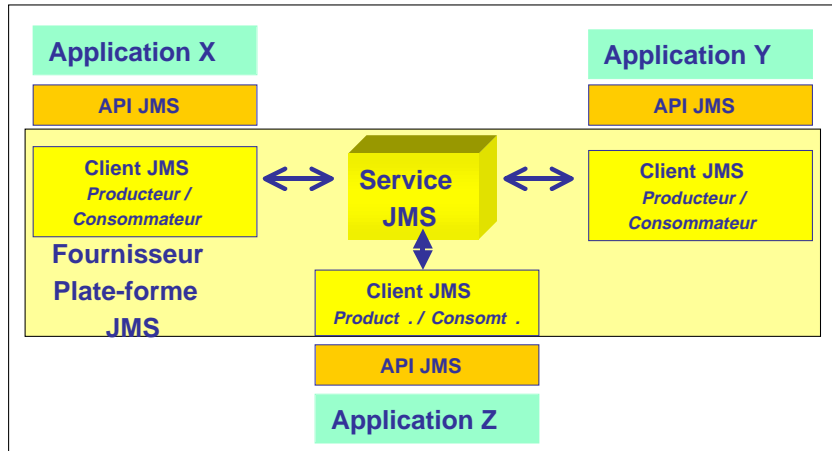 Application X
API JMS
Client JMS
Producteur /
Consommateur
Fournisseur
Plate-forme
JMS
Service
JMS
Client JMS
Product . / Consomt .
API JMS
Application Z
Application Y
API JMS
Client JMS
Producteur /
Consommateur